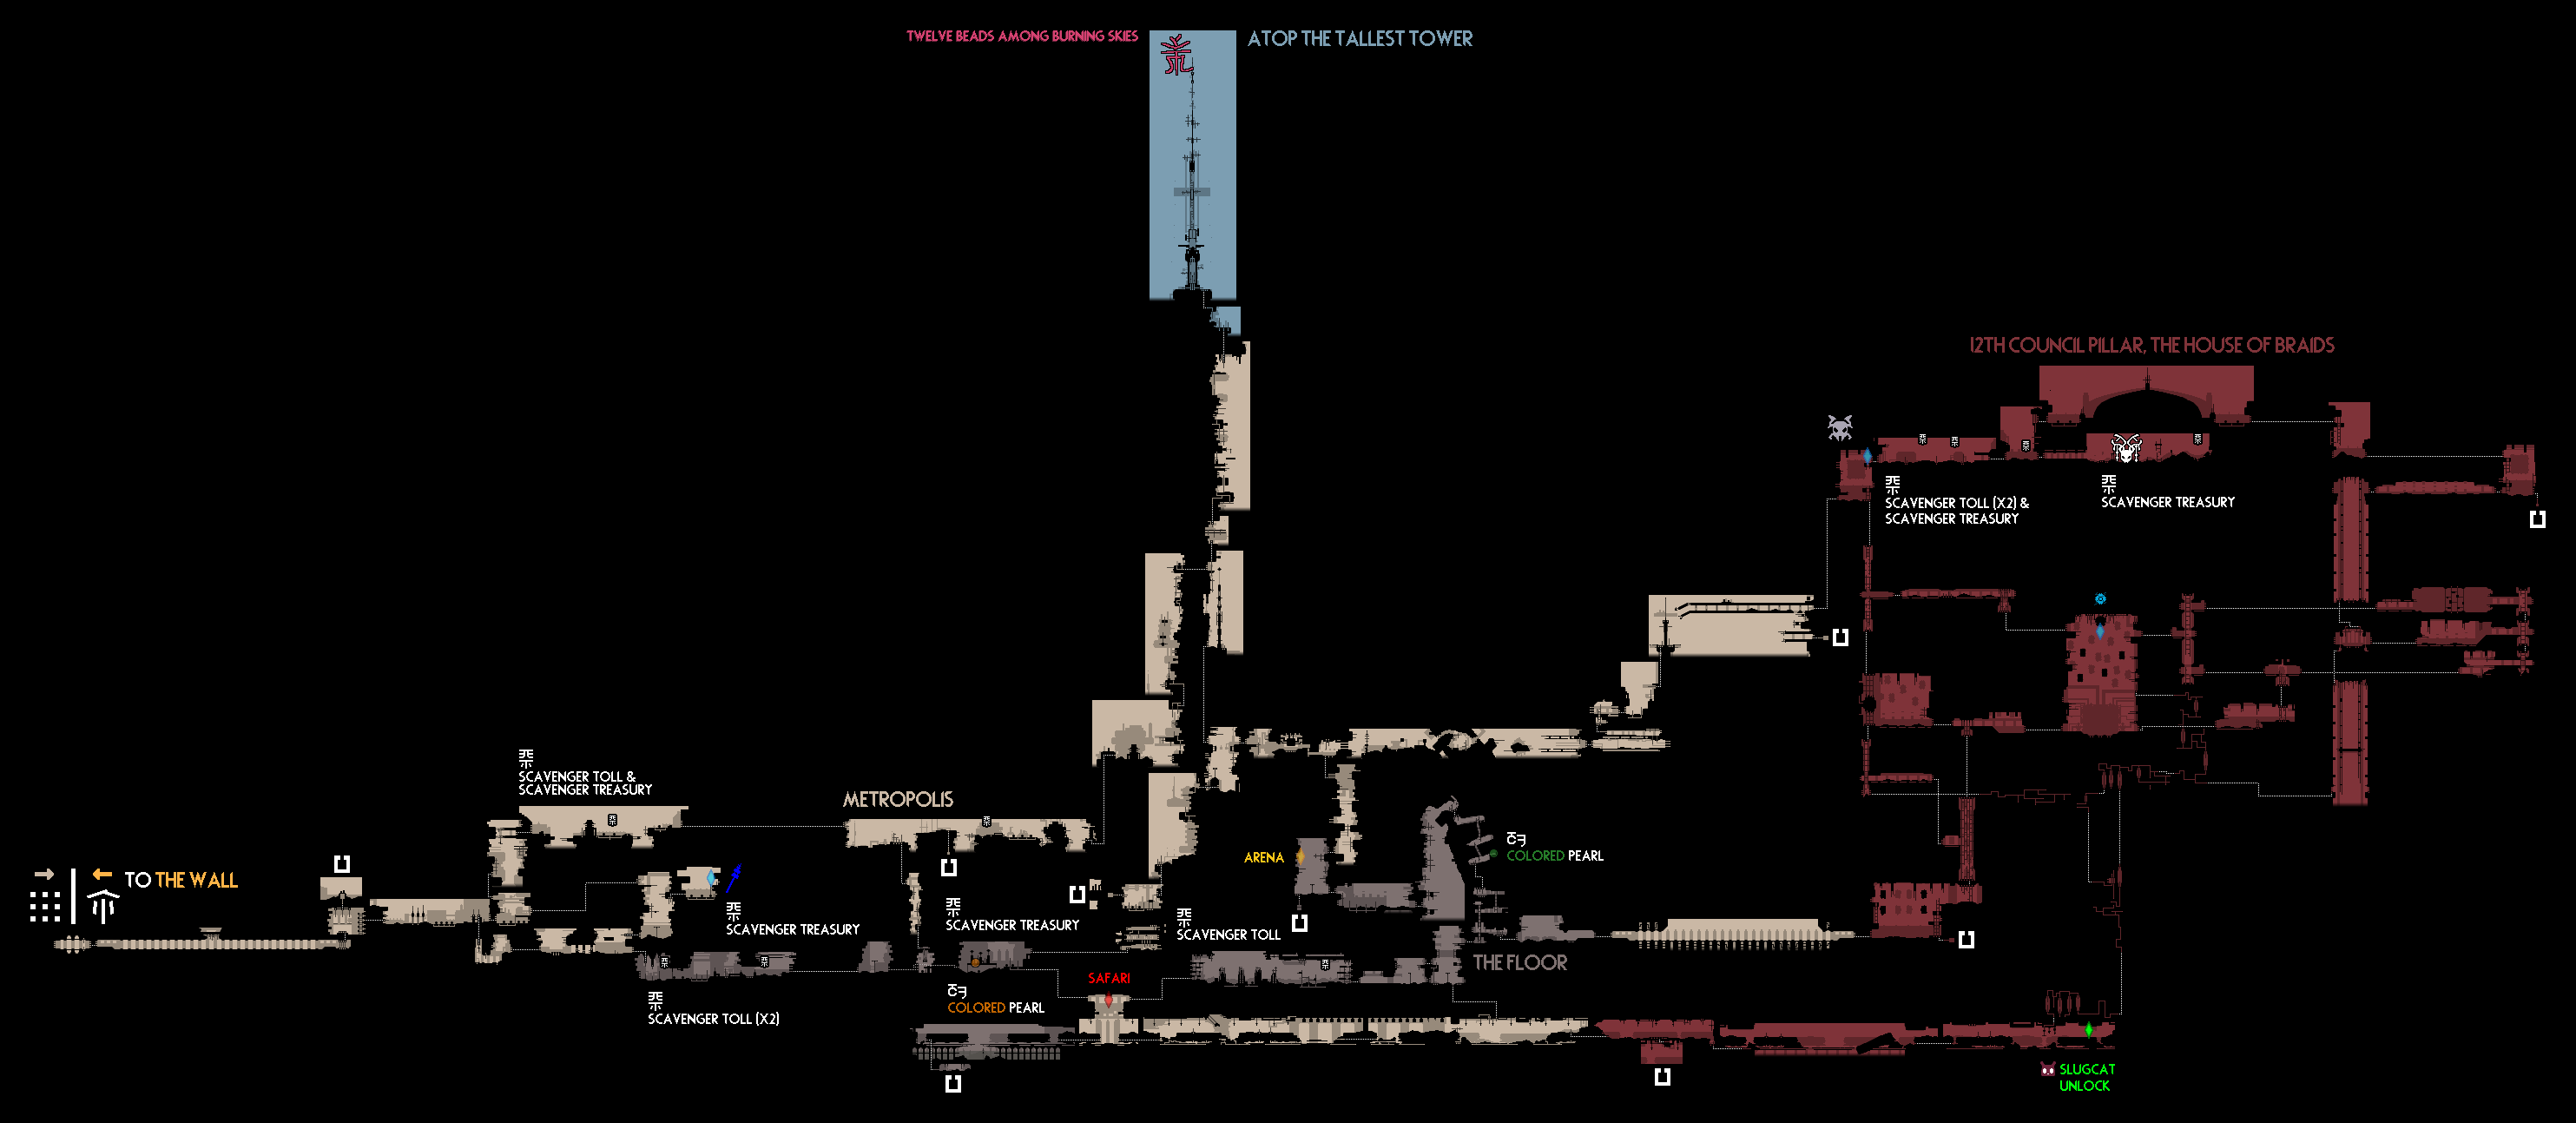 TWELVE BEADS AMONG BURNING SKIES
ATOP THE TALLEST TOWER
12TH COUNCIL PILLAR, THE HOUSE OF BRAIDS
SCAVENGER TOLL (X2) &
SCAVENGER TREASURY
SCAVENGER TREASURY
SCAVENGER TOLL &
SCAVENGER TREASURY
METROPOLIS
TO THE WALL
ARENA
COLORED PEARL
SCAVENGER TREASURY
SCAVENGER TREASURY
SCAVENGER TOLL
THE FLOOR
SAFARI
COLORED PEARL
SCAVENGER TOLL (X2)
SLUGCAT
UNLOCK